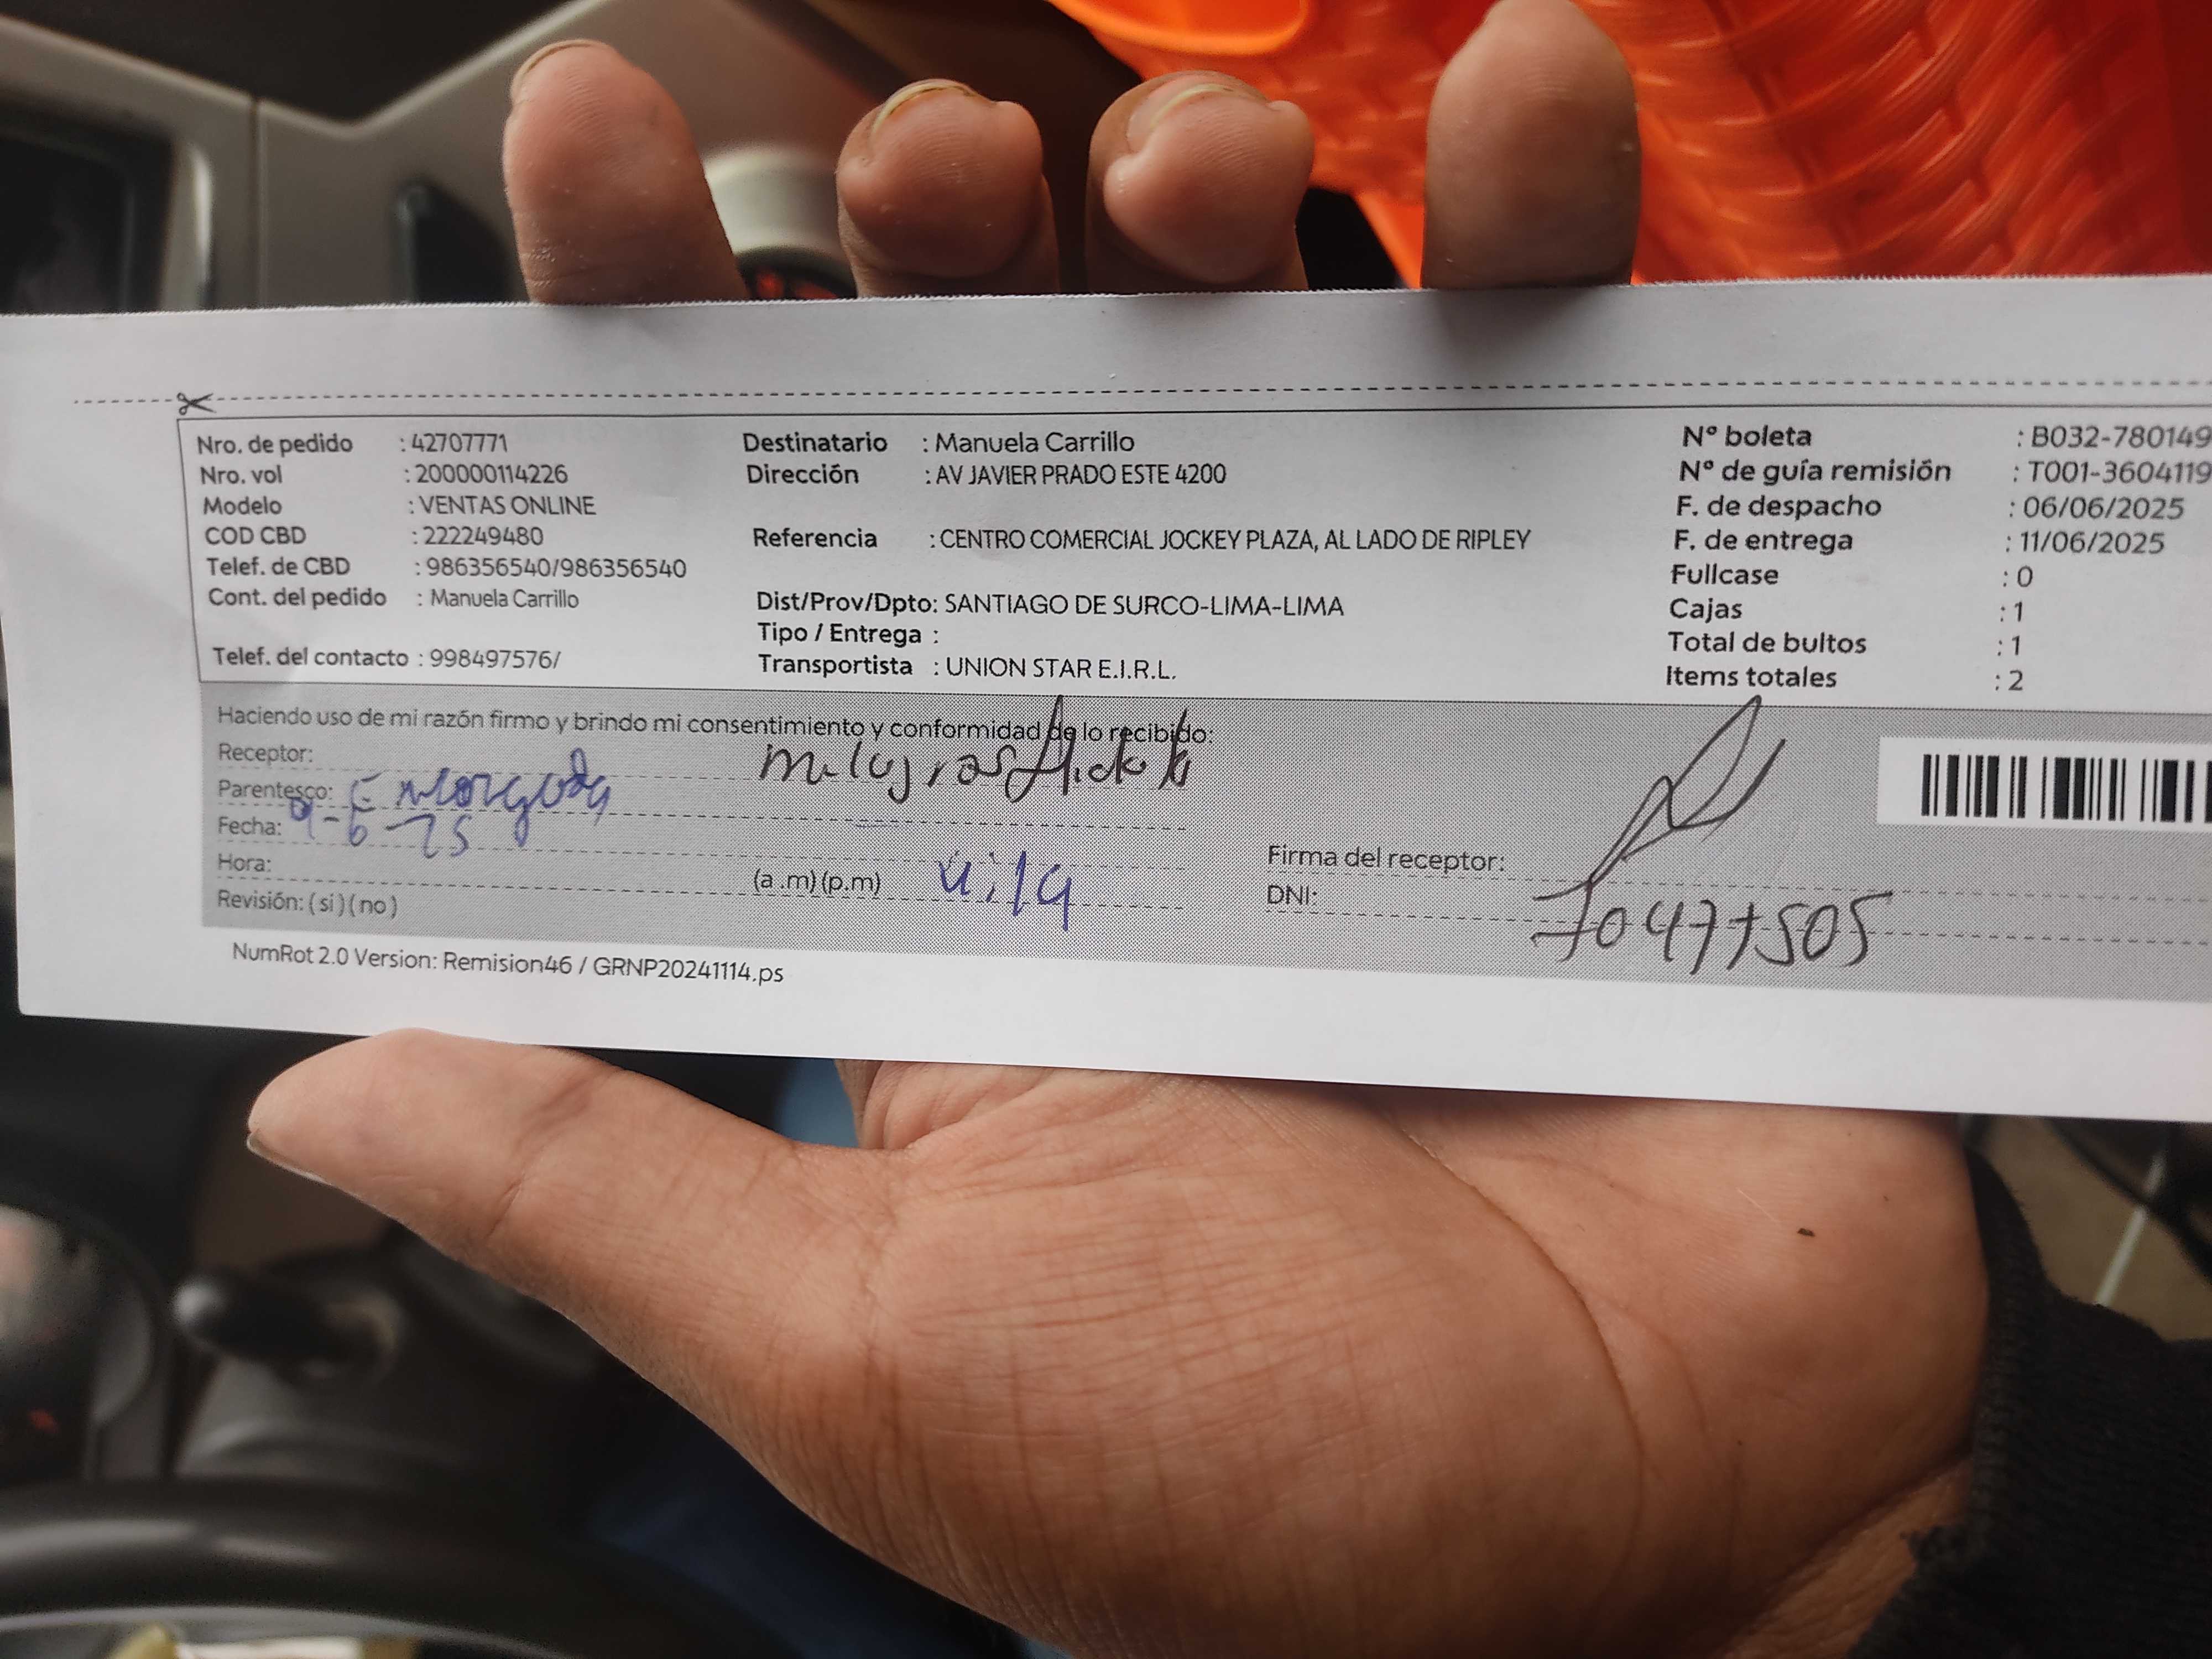 Nro. de pedido : 42707771
Nro. vol : 200000114226
Modelo : VENTAS ONLINE
COD CBD : 222249480
Telef. de CBD : 986356540/986356540
Cont. del pedido : Manuela Carrillo
Telef. del contacto : 998497576/
Destinatario : Manuela Carrillo
Dirección : AV JAVIER PRADO ESTE 4200
Referencia : CENTRO COMERCIAL JOCKEY PLAZA, AL LADO DE RIPLEY
Dist/Prov/Dpto: SANTIAGO DE SURCO-LIMA-LIMA
Tipo / Entrega :
Transportista : UNION STAR E.I.R.L.
Nº boleta : B032-780149
Nº de guía remisión : T001-3604119
F. de despacho : 06/06/2025
F. de entrega : 11/06/2025
Fullcase : 0
Cajas : 1
Total de bultos : 1
Items totales : 2
Haciendo uso de mi razón firmo y brindo mi consentimiento y conformidad de lo recibido:
Receptor: milagros
Parentesco: Encargada
Fecha: 9-6-25
Hora: (a .m) (p.m)
Revisión: ( si ) ( no )
Firma del receptor:
DNI: 70477505
NumRot 2.0 Version: Remision46 / GRNP20241114.ps